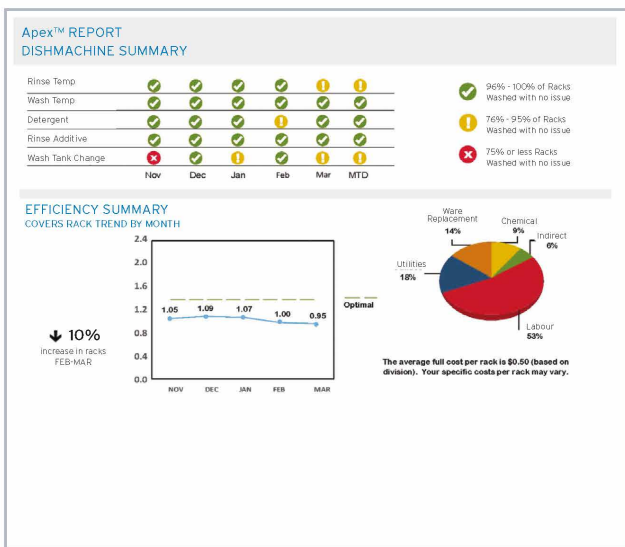 Apex™ REPORT
DISHMACHINE SUMMARY
Rinse Temp
Wash Temp
Detergent
Rinse Additive
Wash Tank Change
Nov Dec Jan Feb Mar MTD
96% - 100% of Racks
Washed with no issue
76% - 95% of Racks
Washed with no issue
75% or less Racks
Washed with no issue
EFFICIENCY SUMMARY
COVERS RACK TREND BY MONTH
10%
increase in racks
FEB-MAR
2.4
2.0
1.6
1.2
0.8
0.4
0.0
1.05 1.09 1.07 1.00 0.95
NOV DEC JAN FEB MAR
Optimal
Ware
Replacement
14%
Chemical
9%
Indirect
6%
Utilities
18%
Labour
53%
The average full cost per rack is $0.50 (based on
division). Your specific costs per rack may vary.